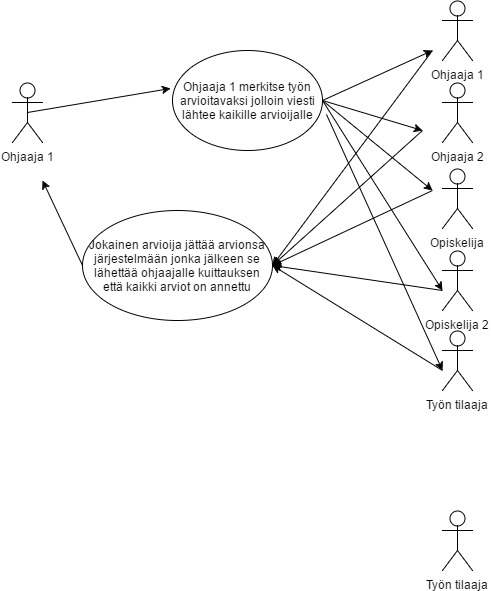 Ohjaaja 1
Ohjaaja 1 merkitse työn
arvioitavaksi jolloin viesti
lähtee kaikille arvioijalle
Jokainen arvioija jättää arvionsa
järjestelmään jonka jälkeen se
lähettää ohjaajalle kuittauksen
että kaikki arviot on annettu
Ohjaaja 1
Ohjaaja 2
Opiskelija
Opiskelija 2
Työn tilaaja
Työn tilaaja